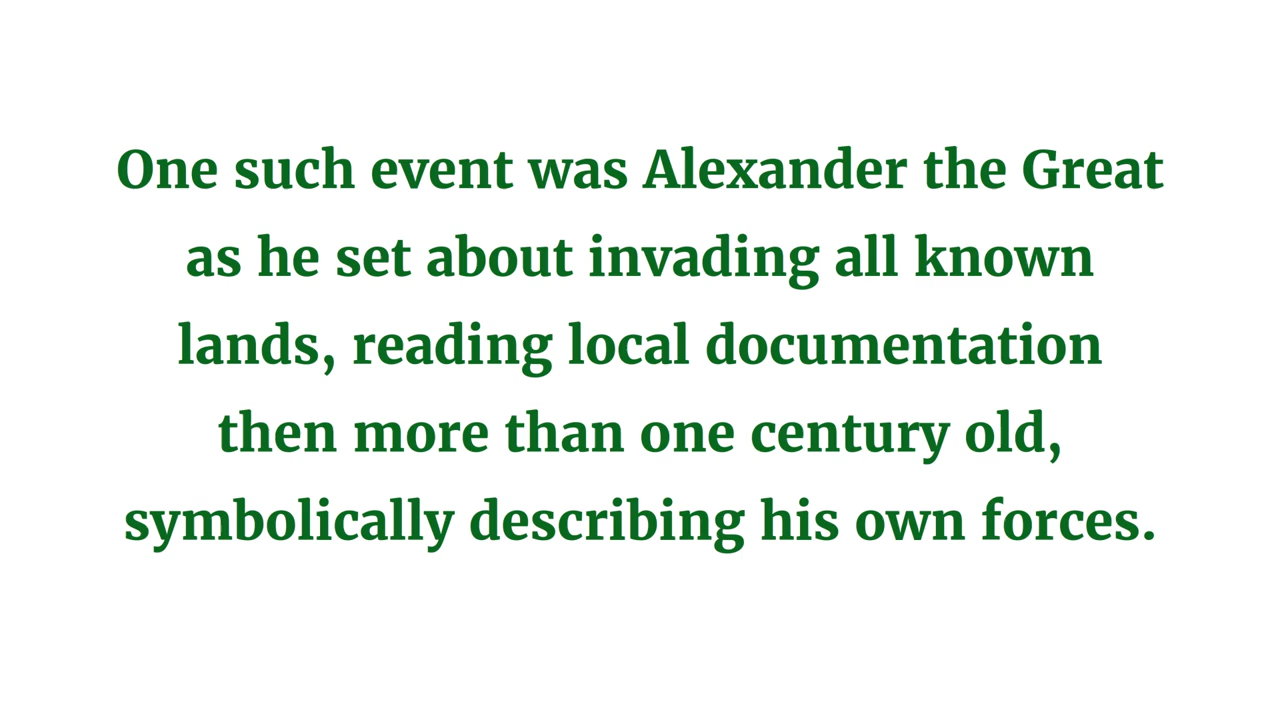 One such event was Alexander the Great
as he set about invading all known
lands, reading local documentation
then more than one century old,
symbolically describing his own forces.